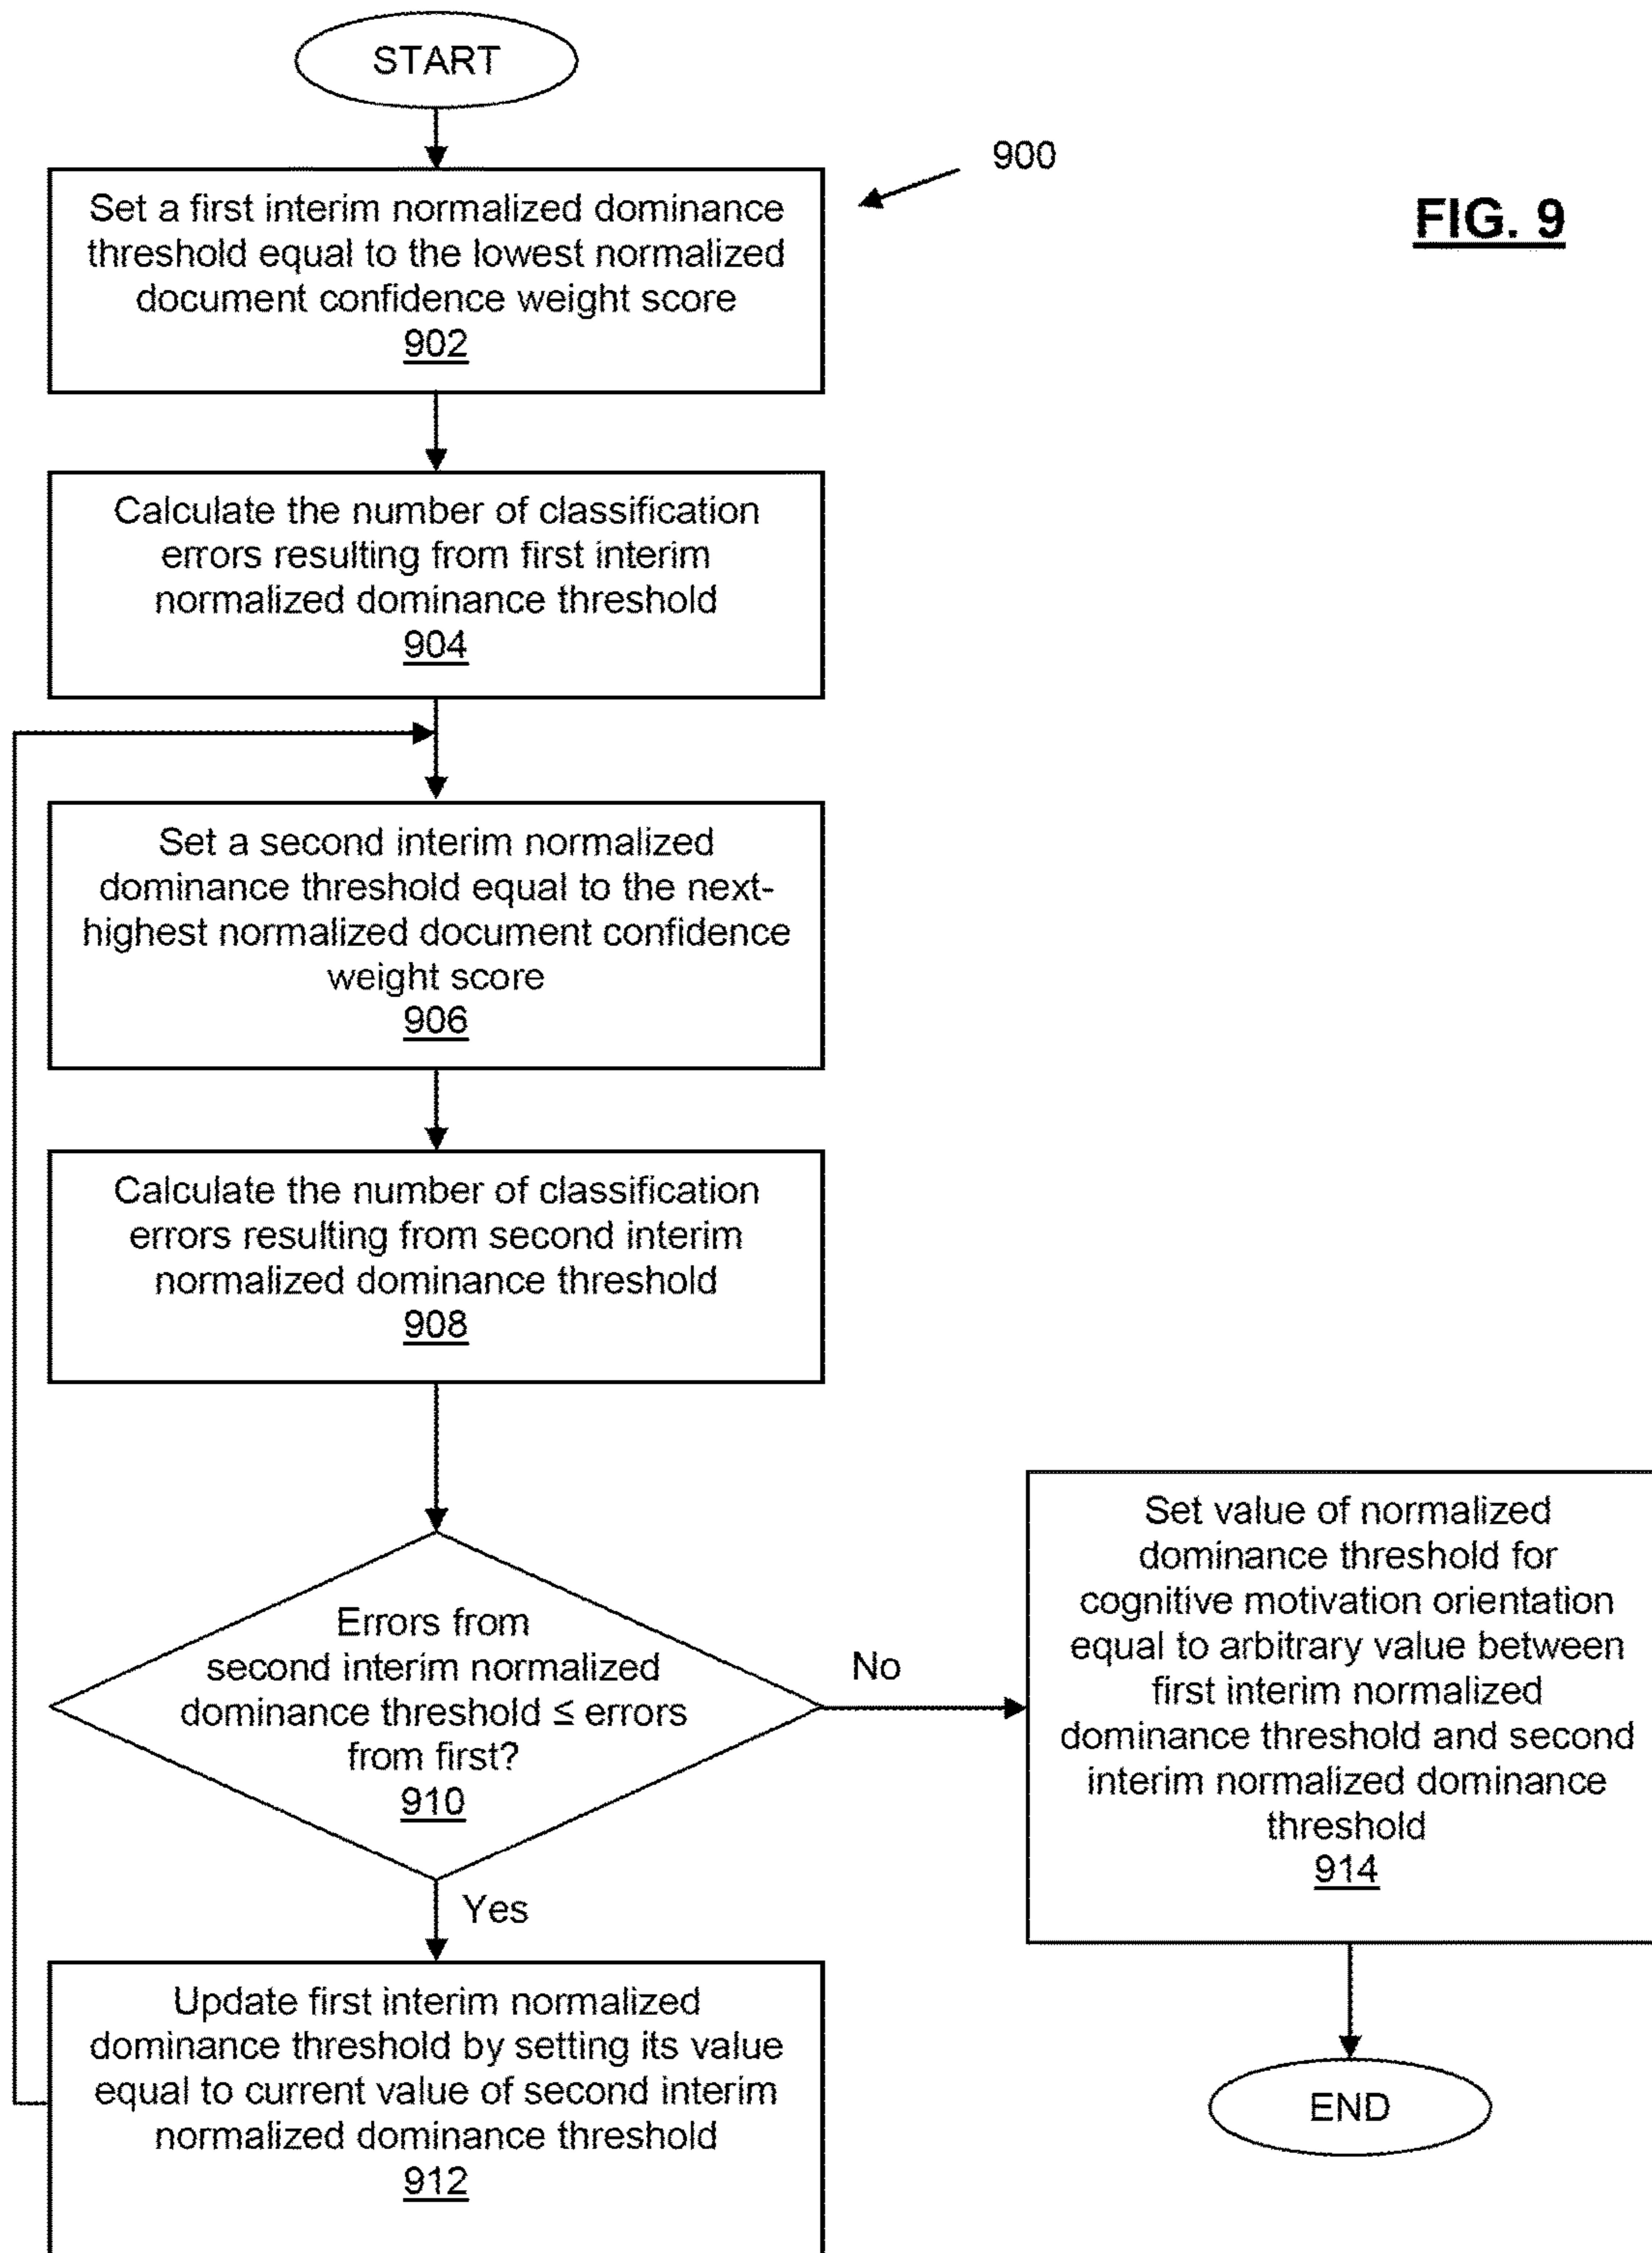 START
900
FIG. 9
Set a first interim normalized dominance
threshold equal to the lowest normalized
document confidence weight score
902
Calculate the number of classification
errors resulting from first interim
normalized dominance threshold
904
Set a second interim normalized
dominance threshold equal to the next-
highest normalized document confidence
weight score
906
Calculate the number of classification
errors resulting from second interim
normalized dominance threshold
908
Errors from
second interim normalized
dominance threshold ≤ errors
from first?
910
No
Yes
Set value of normalized
dominance threshold for
cognitive motivation orientation
equal to arbitrary value between
first interim normalized
dominance threshold and second
interim normalized dominance
threshold
914
Update first interim normalized
dominance threshold by setting its value
equal to current value of second interim
normalized dominance threshold
912
END